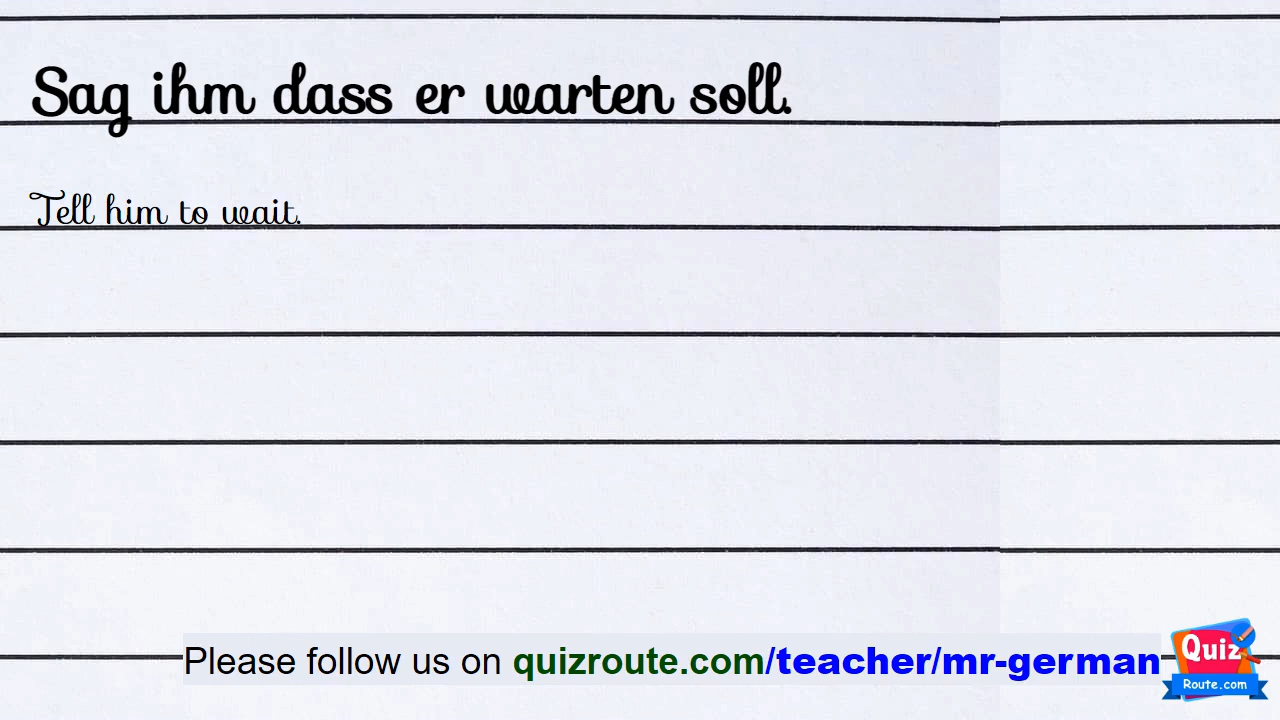 Sag ihm dass er warten soll.
Tell him to wait.
Please follow us on quizroute.com/teacher/mr-german
Quiz
Route.com